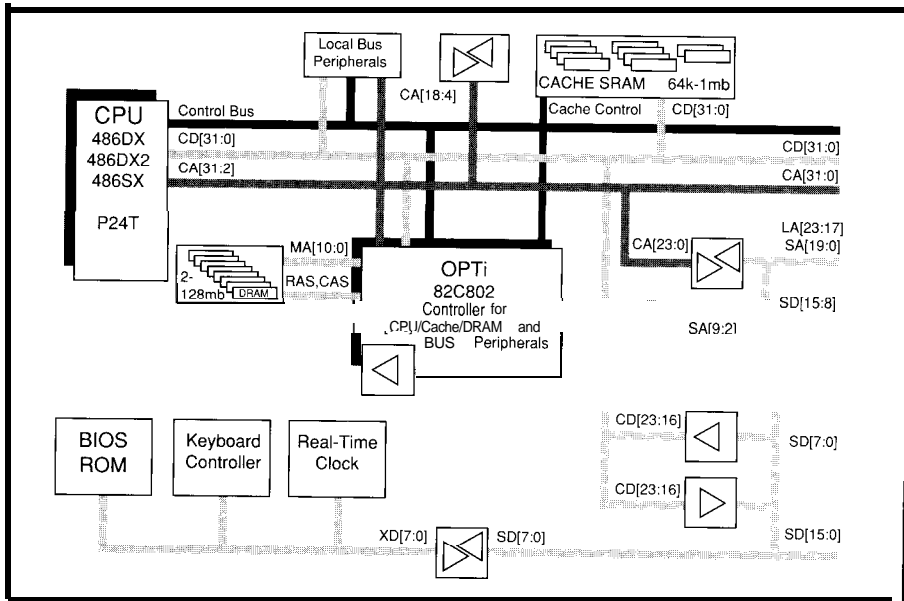 Local Bus
Peripherals
CA[18:4]
CACHE SRAM 64k-1mb
Cache Control CD[31:0]
CPU
486DX
486DX2
486SX
P24T
Control Bus
CD[31:0]
CA[31:2]
CD[31:0]
CA[31:0]
LA[23:17]
SA[19:0]
CA[23:0]
SD[15:8]
SA[9:2]
MA[10:0]
RAS,CAS
2-
128mb
DRAM
OPTi
82C802
Controller for
CPU/Cache/DRAM and
BUS Peripherals
BIOS
ROM
Keyboard
Controller
Real-Time
Clock
CD[23:16]
SD[7:0]
CD[23:16]
XD[7:0] SD[7:0]
SD[15:0]